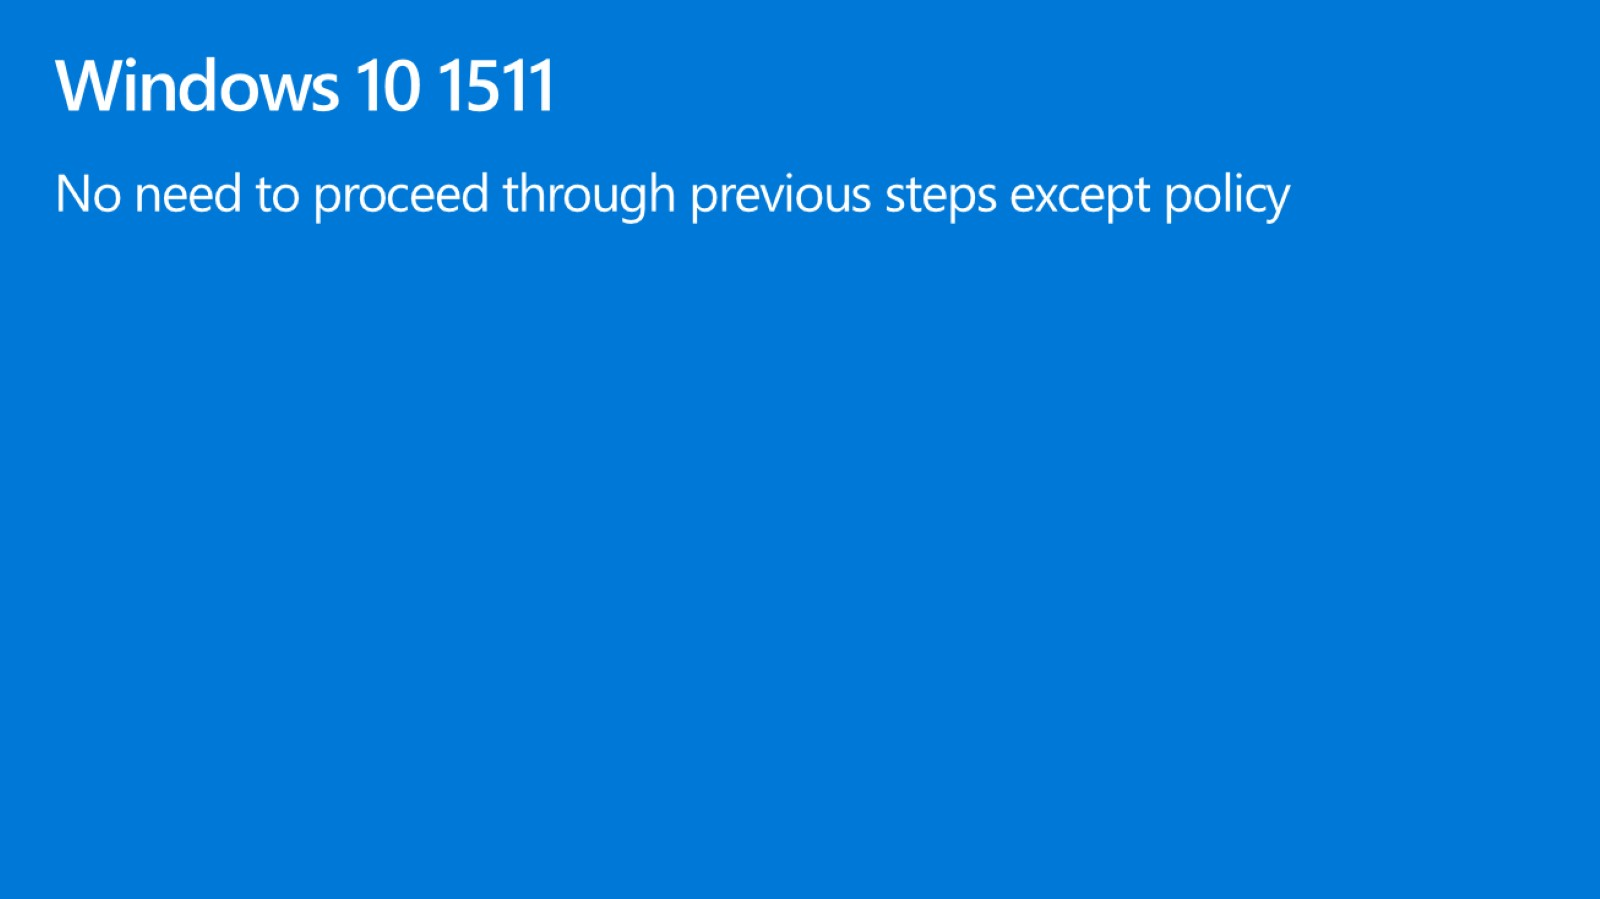 Windows 10 1511
No need to proceed through previous steps except policy